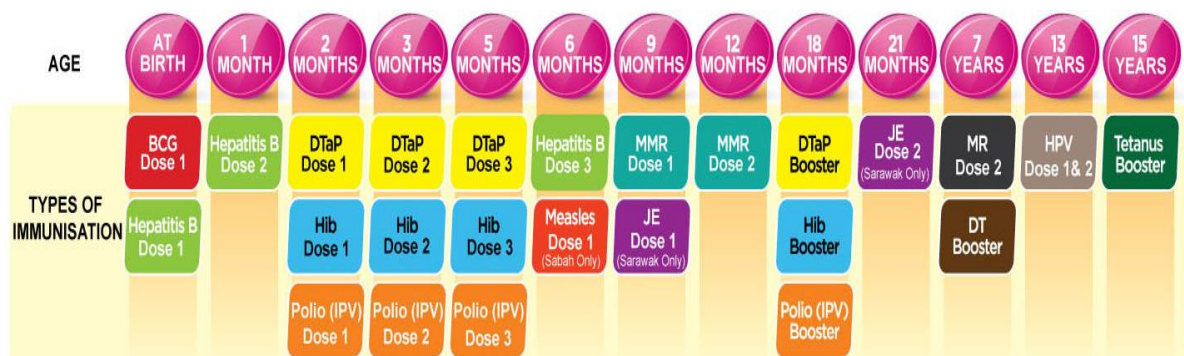 AGE
AT
BIRTH
1
MONTH
2
MONTHS
3
MONTHS
5
MONTHS
6
MONTHS
9
MONTHS
12
MONTHS
18
MONTHS
21
MONTHS
7
YEARS
13
YEARS
15
YEARS
TYPES OF
IMMUNISATION
BCG
Dose 1
Hepatitis B
Dose 2
DTaP
Dose 1
DTaP
Dose 2
DTaP
Dose 3
Hepatitis B
Dose 3
MMR
Dose 1
MMR
Dose 2
DTaP
Booster
JE
Dose 2
(Sarawak Only)
MR
Dose 2
HPV
Dose 1& 2
Tetanus
Booster
Hepatitis B
Dose 1
Hib
Dose 1
Hib
Dose 2
Hib
Dose 3
Measles
Dose 1
(Sabah Only)
JE
Dose 1
(Sarawak Only)
Hib
Booster
DT
Booster
Polio (IPV)
Dose 1
Polio (IPV)
Dose 2
Polio (IPV)
Dose 3
Polio (IPV)
Booster